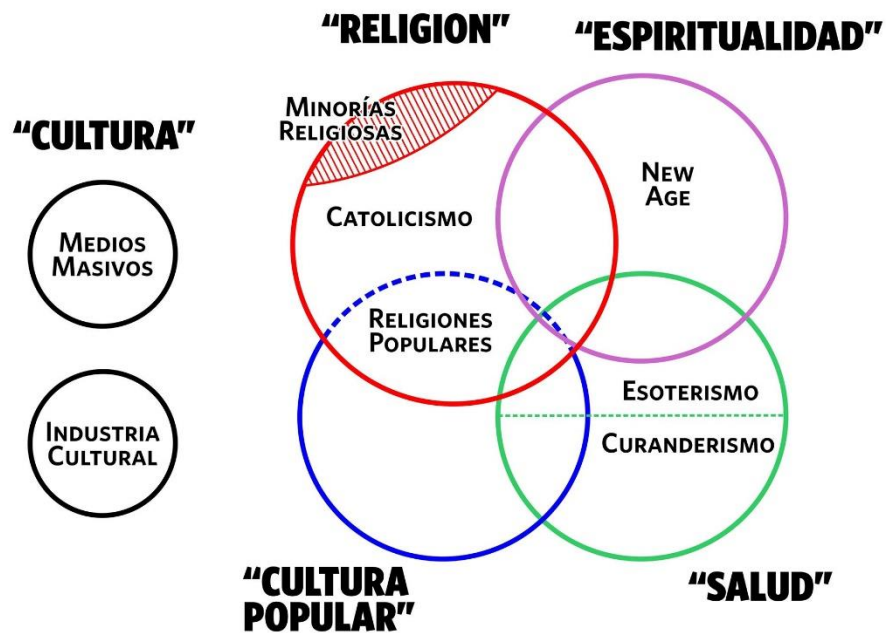 “RELIGION”
“ESPIRITUALIDAD”
“CULTURA”
Minorías
Religiosas
New
Age
Catolicismo
Medios
Masivos
Religiones
Populares
Esoterismo
Industria
Cultural
Curanderismo
“CULTURA
POPULAR”
“SALUD”